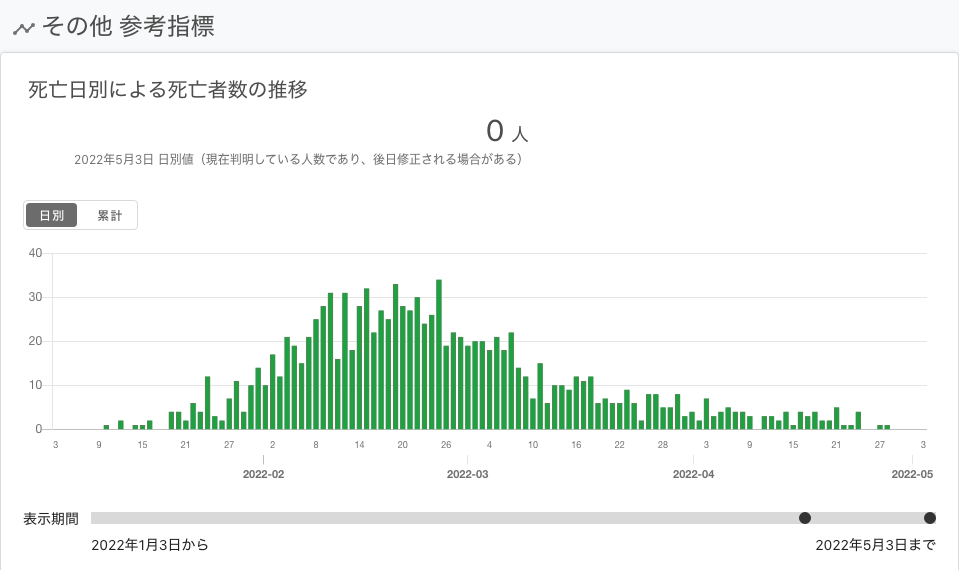 その他 参考指標
死亡日別による死亡者数の推移
0 人
2022年5月3日 日別値（現在判明している人数であり、後日修正される場合がある）
日別 累計
40
30
20
10
0
3 9 15 21 27 2 8 14 20 26 4 10 16 22 28 3 9 15 21 27 3
2022-02 2022-03 2022-04 2022-05
表示期間
2022年1月3日から 2022年5月3日まで